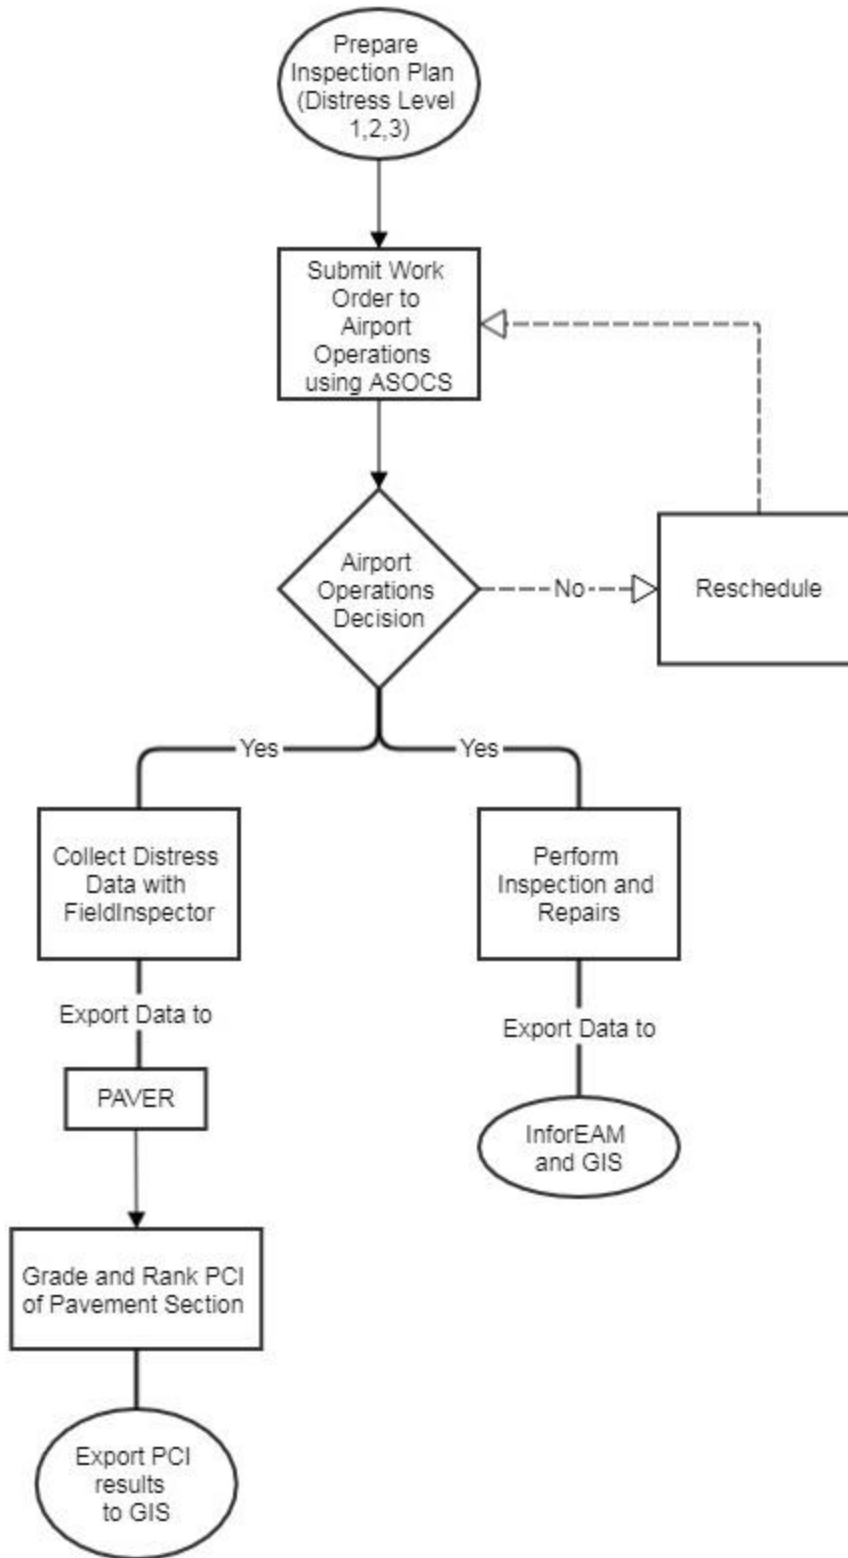 Prepare
Inspection Plan
(Distress Level
1,2,3)
Submit Work
Order to
Airport
Operations
using ASOCS
Airport
Operations
Decision
No
Reschedule
Yes
Yes
Collect Distress
Data with
FieldInspector
Perform
Inspection and
Repairs
Export Data to
Export Data to
PAVER
InforEAM
and GIS
Grade and Rank PCI
of Pavement Section
Export PCI
results
to GIS